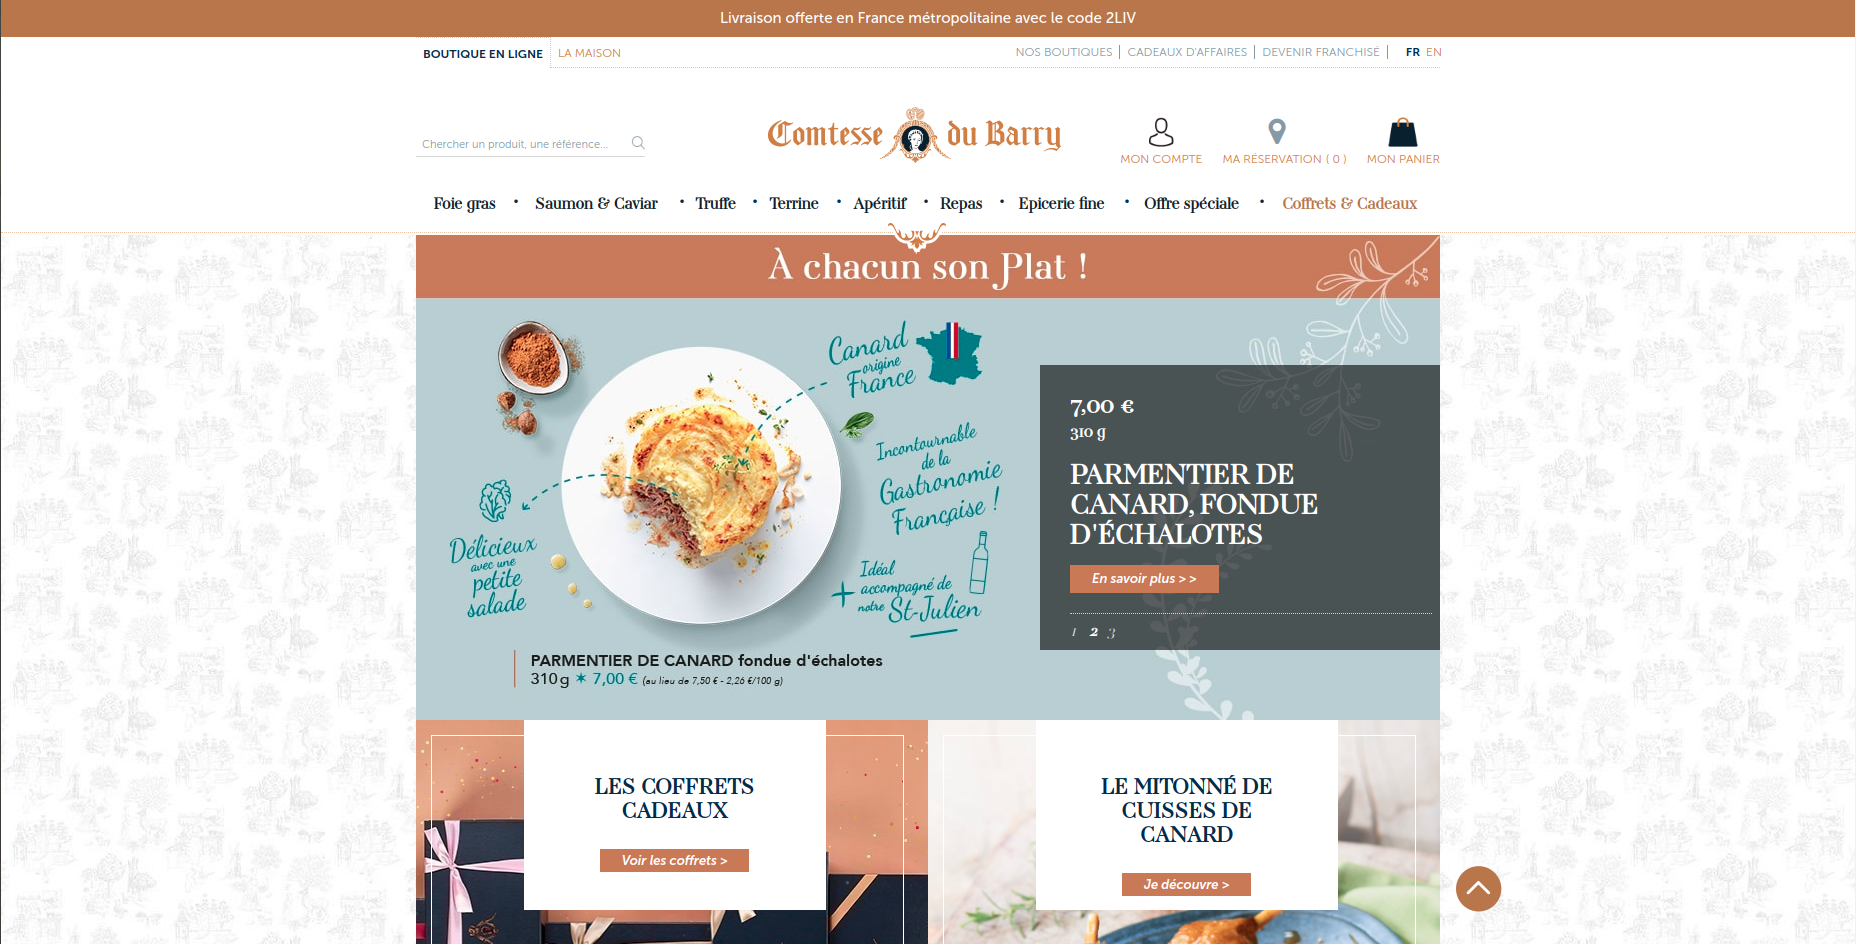 Livraison offerte en France métropolitaine avec le code 2LIV
BOUTIQUE EN LIGNE LA MAISON NOS BOUTIQUES CADEAUX D'AFFAIRES DEVENIR FRANCHISÉ FR EN
Chercher un produit, une référence...
Comtesse du Barry
MON COMPTE MA RÉSERVATION ( 0 ) MON PANIER
Foie gras • Saumon & Caviar • Truffe • Terrine • Apéritif • Repas • Epicerie fine • Offre spéciale • Coffrets & Cadeaux
À chacun son Plat !
Canard
origine
France
Incontournable
de la
Gastronomie
Française !
Délicieux
avec une
petite
salade
+ Idéal
accompagné de
notre St-Julien
PARMENTIER DE CANARD fondue d'échalotes
310 g ✶ 7,00 € (au lieu de 7,50 € - 2,26 €/100 g)
7,00 €
310 g
PARMENTIER DE
CANARD, FONDUE
D'ÉCHALOTES
En savoir plus > >
1 2 3
LES COFFRETS
CADEAUX
Voir les coffrets >
LE MITONNÉ DE
CUISSES DE
CANARD
Je découvre >